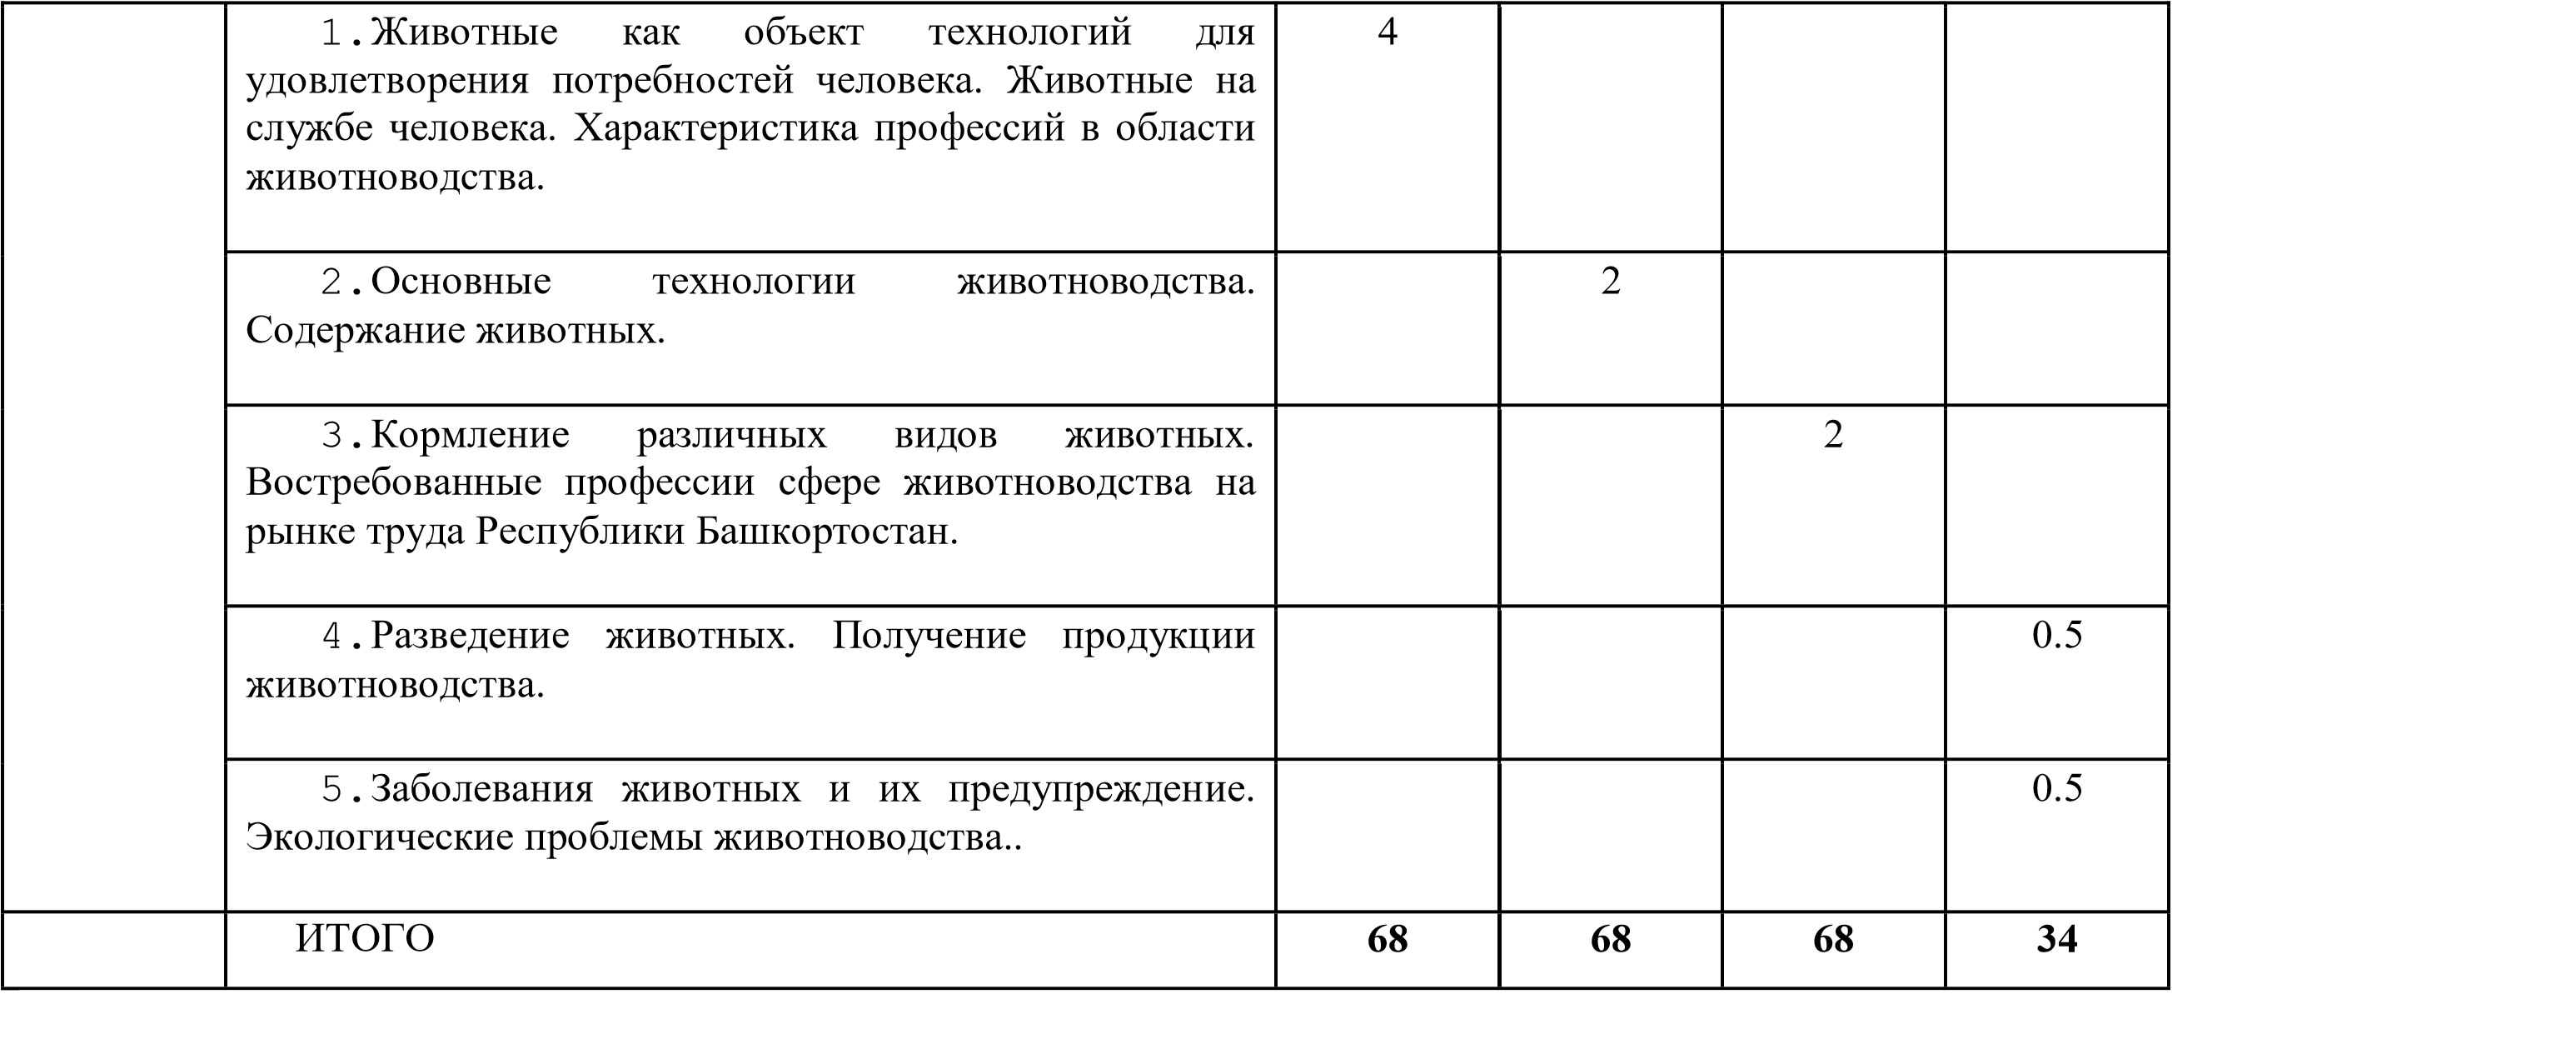 1.Животные как объект технологий для 4
удовлетворения потребностей человека. Животные на
службе человека. Характеристика профессий в области
животноводства.
2.Основные технологии животноводства. 2
Содержание животных.
3.Кормление различных видов животных. 2
Востребованные профессии сфере животноводства на
рынке труда Республики Башкортостан.
4.Разведение животных. Получение продукции 0.5
животноводства.
5.Заболевания животных и их предупреждение. 0.5
Экологические проблемы животноводства..
ИТОГО 68 68 68 34